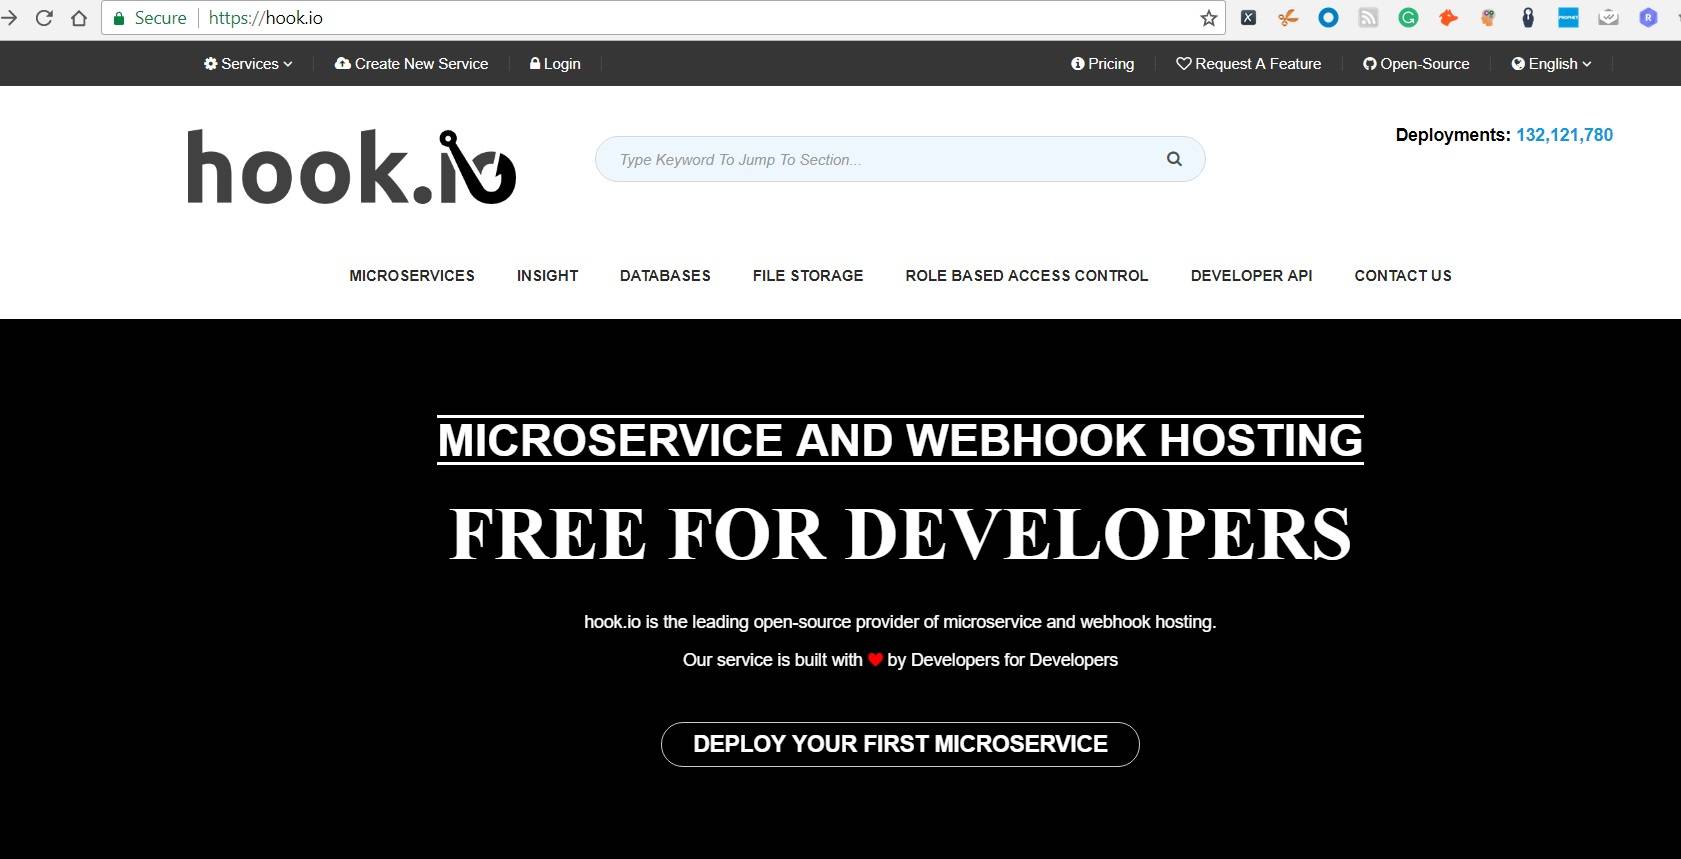 Secure https://hook.io
Services Create New Service Login Pricing Request A Feature Open-Source English
hook.io
Type Keyword To Jump To Section...
Deployments: 132,121,780
MICROSERVICES INSIGHT DATABASES FILE STORAGE ROLE BASED ACCESS CONTROL DEVELOPER API CONTACT US
MICROSERVICE AND WEBHOOK HOSTING
FREE FOR DEVELOPERS
hook.io is the leading open-source provider of microservice and webhook hosting.
Our service is built with ❤ by Developers for Developers
DEPLOY YOUR FIRST MICROSERVICE